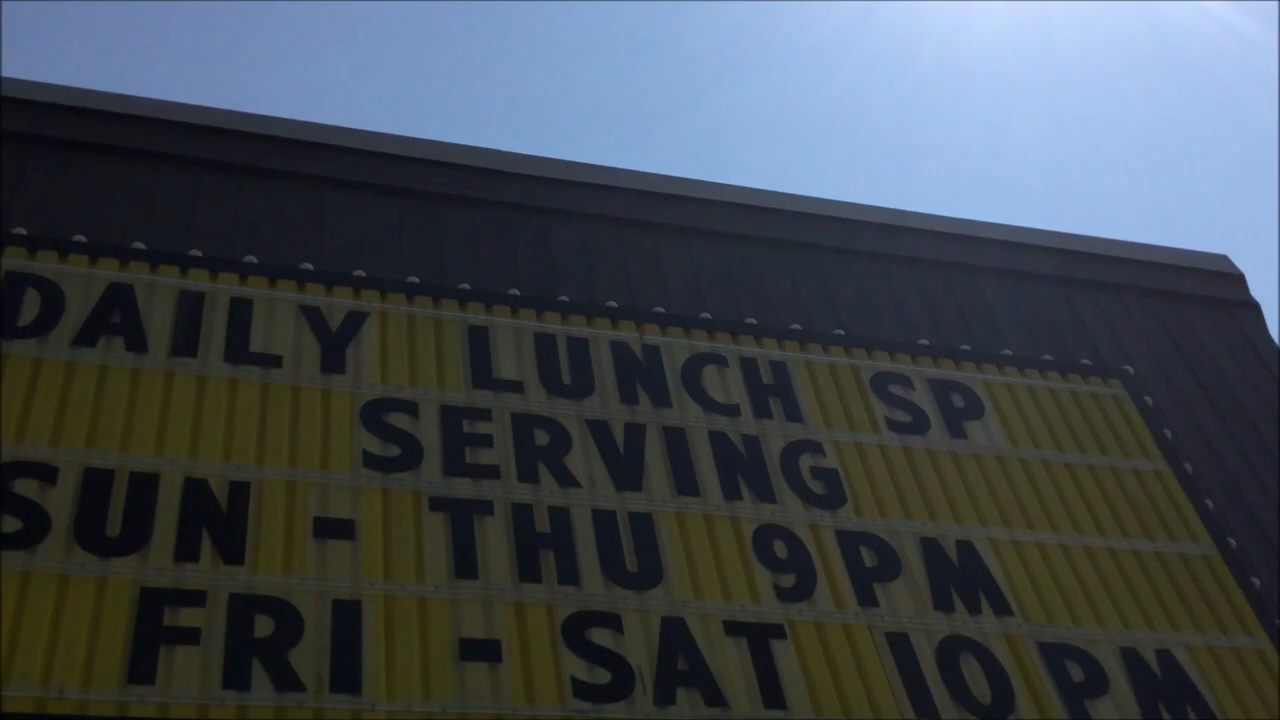 DAILY LUNCH SP
SERVING
SUN - THU 9PM
FRI - SAT 10PM